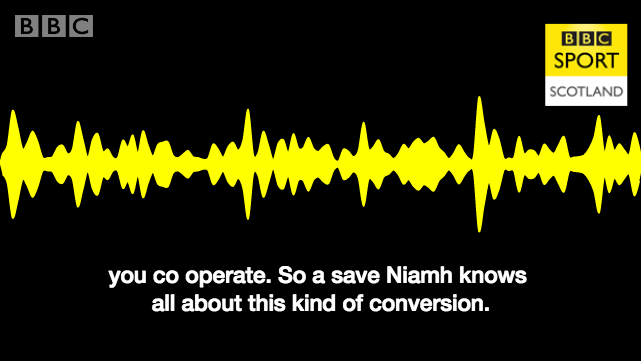 BBC
BBC
SPORT
SCOTLAND
you co operate. So a save Niamh knows
all about this kind of conversion.